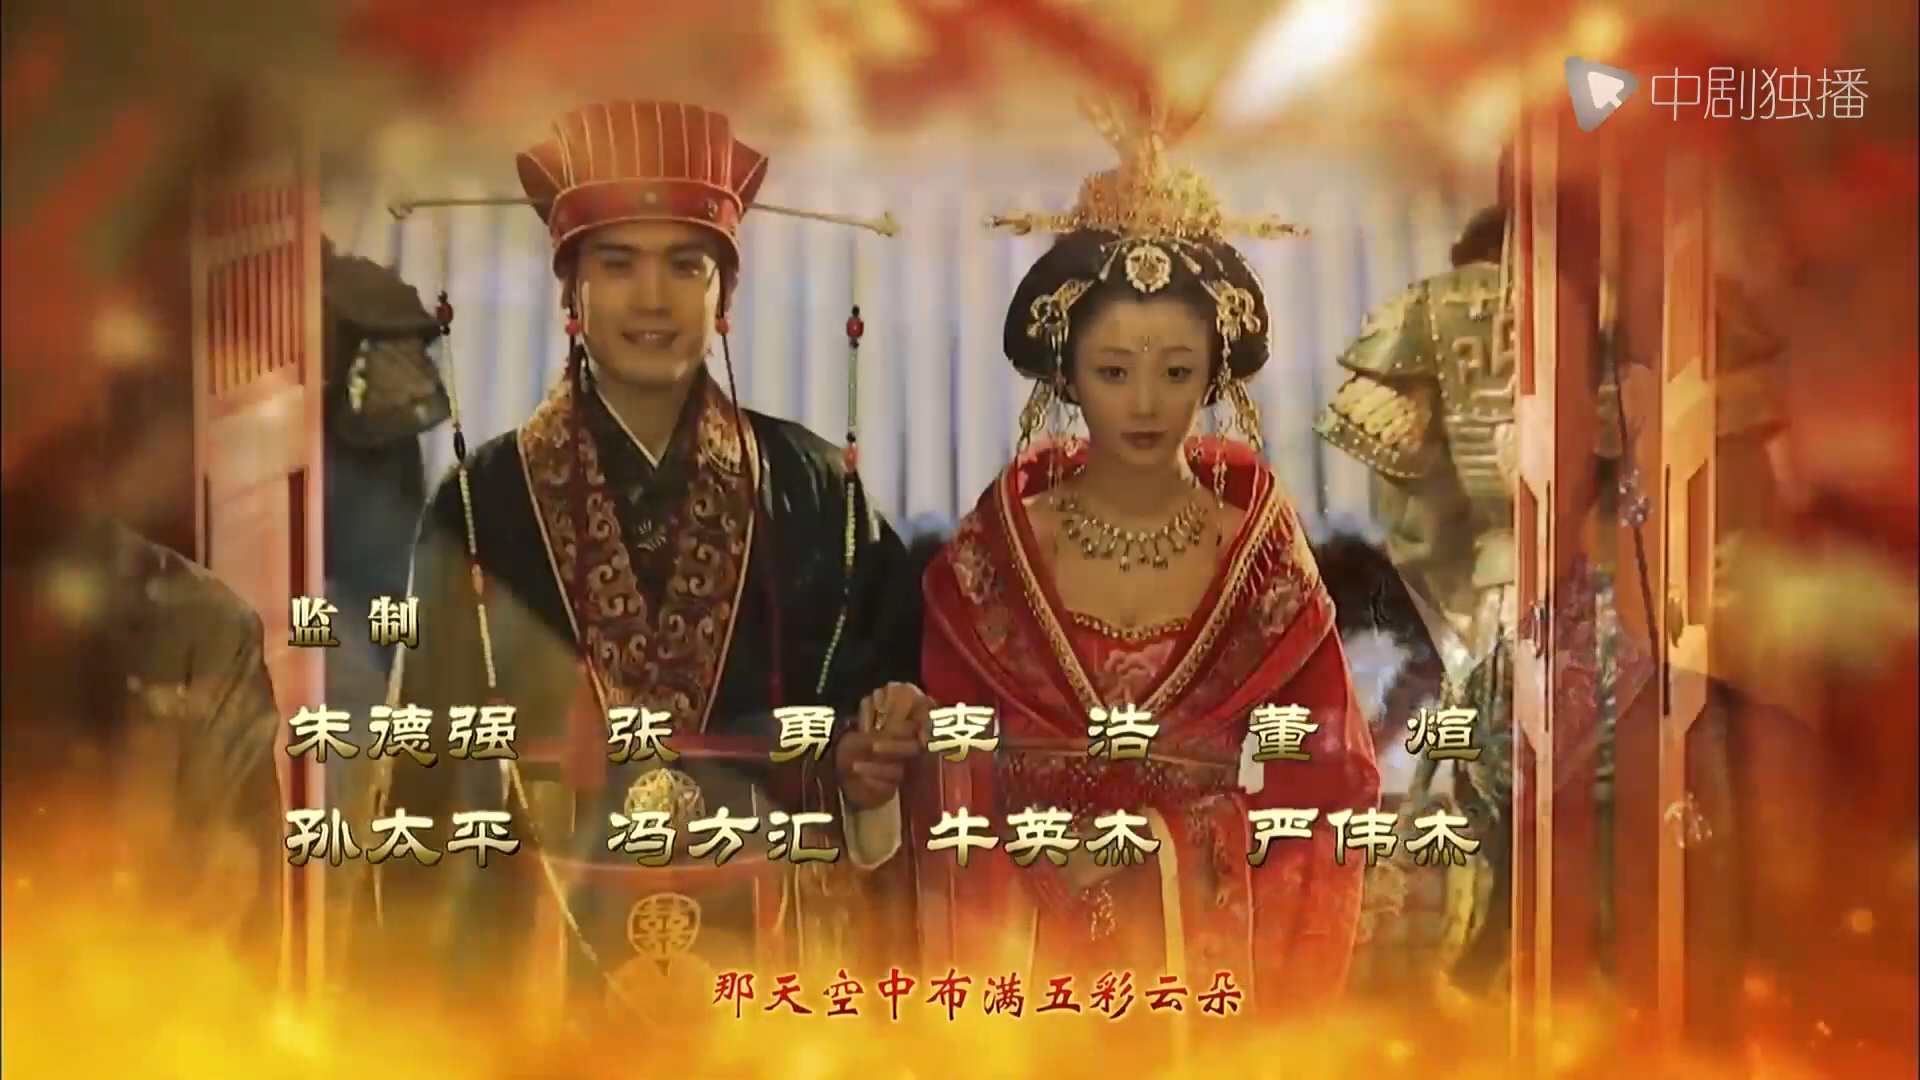 中剧独播
监制
朱德强 张勇 李浩 董煊
孙太平 冯方汇 牛英杰 严伟杰
囍
那天空中布满五彩云朵